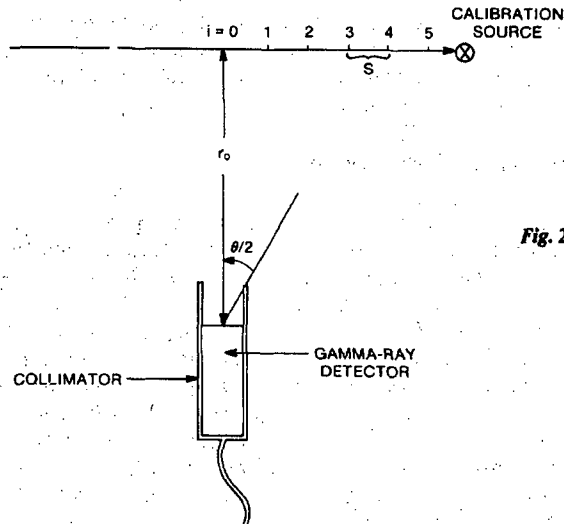 CALIBRATION
SOURCE
i = 0 1 2 3 4 5
S
r₀
θ/2
Fig. 2
GAMMA-RAY
DETECTOR
COLLIMATOR